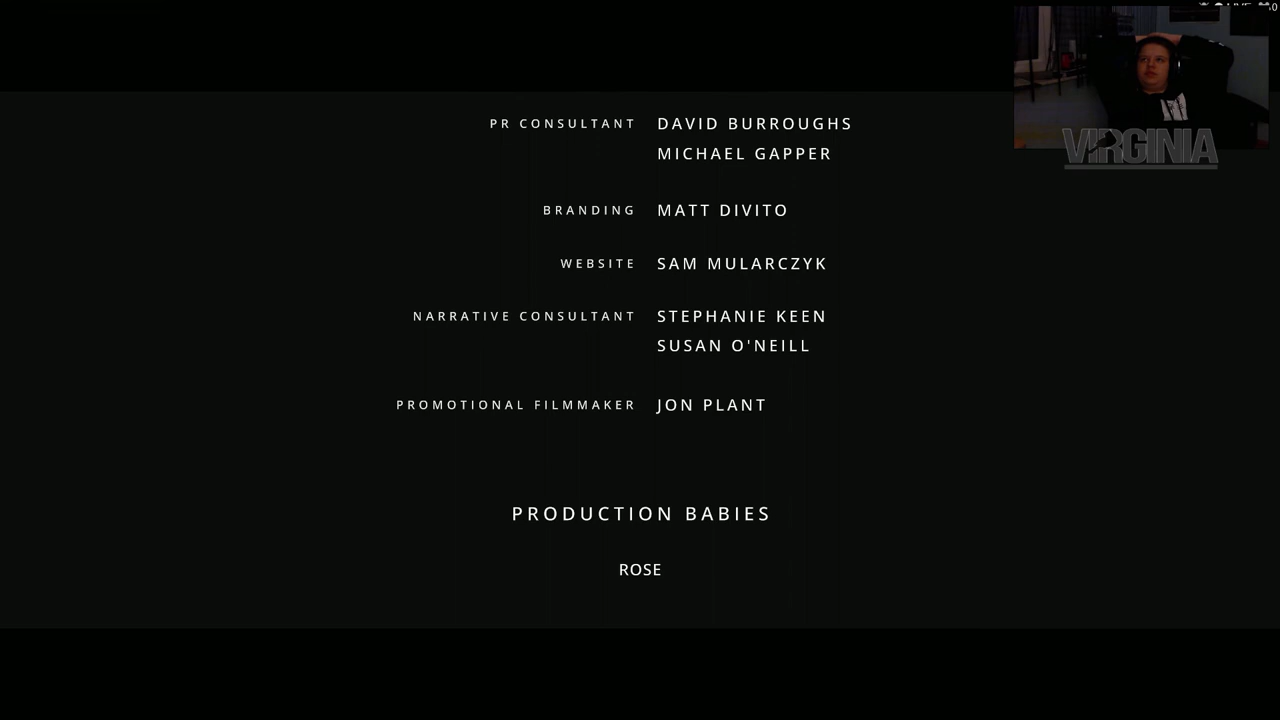 PR CONSULTANT DAVID BURROUGHS
MICHAEL GAPPER
BRANDING MATT DIVITO
WEBSITE SAM MULARCZYK
NARRATIVE CONSULTANT STEPHANIE KEEN
SUSAN O'NEILL
PROMOTIONAL FILMMAKER JON PLANT
PRODUCTION BABIES
ROSE
VIRGINIA